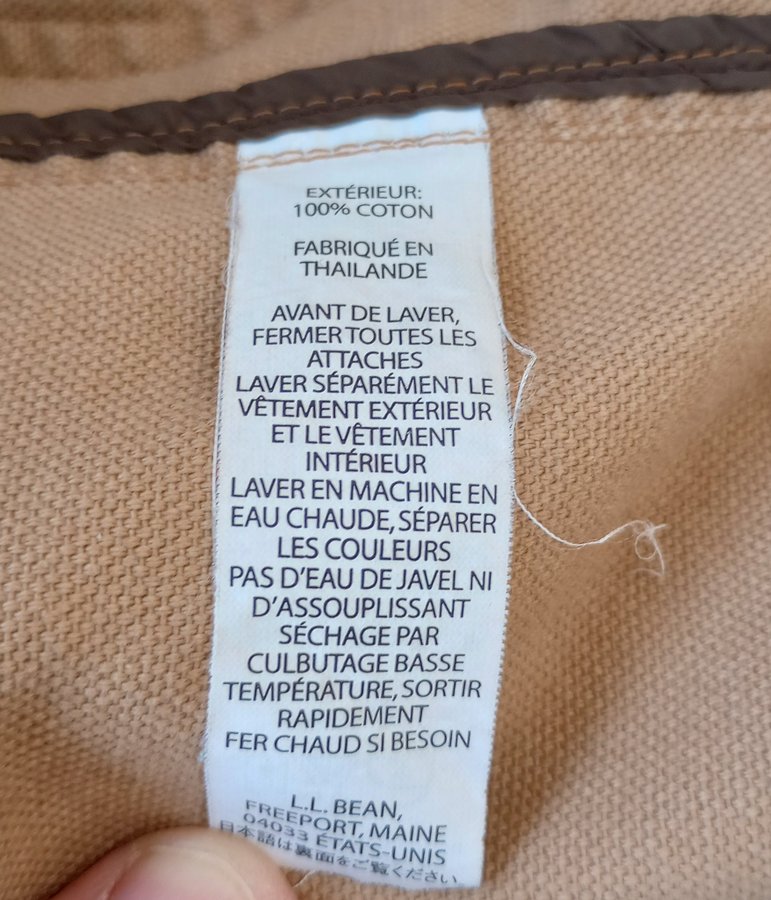 EXTÉRIEUR:
100% COTON
FABRIQUÉ EN
THAILANDE
AVANT DE LAVER,
FERMER TOUTES LES
ATTACHES
LAVER SÉPARÉMENT LE
VÊTEMENT EXTÉRIEUR
ET LE VÊTEMENT
INTÉRIEUR
LAVER EN MACHINE EN
EAU CHAUDE, SÉPARER
LES COULEURS
PAS D'EAU DE JAVEL NI
D'ASSOUPLISSANT
SÉCHAGE PAR
CULBUTAGE BASSE
TEMPÉRATURE, SORTIR
RAPIDEMENT
FER CHAUD SI BESOIN
L.L. BEAN,
FREEPORT, MAINE
04033 ÉTATS-UNIS
日本語は裏面をご覧ください。